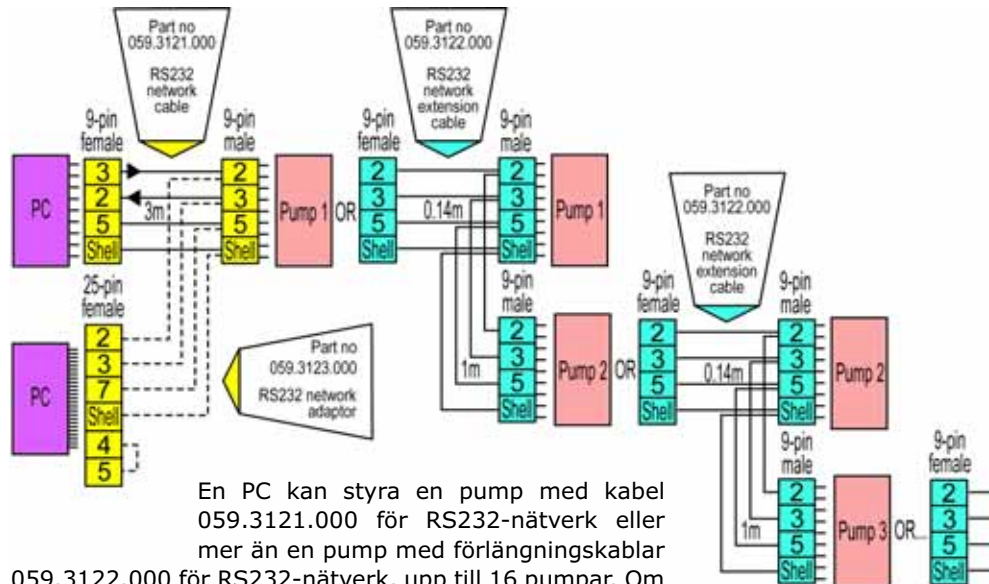 Part no
059.3121.000
RS232
network
cable
Part no
059.3122.000
RS232
network
extension
cable
9-pin
female
9-pin
male
9-pin
female
9-pin
male
PC
3
2
5
Shell
3m
2
3
5
Shell
Pump 1
OR
2
3
5
Shell
0.14m
2
3
5
Shell
Pump 1
Part no
059.3122.000
RS232
network
extension
cable
25-pin
female
PC
2
3
7
Shell
4
5
Part no
059.3123.000
RS232 network
adaptor
9-pin
male
2
3
5
Shell
1m
Pump 2
OR
9-pin
female
2
3
5
Shell
0.14m
9-pin
male
2
3
5
Shell
Pump 2
9-pin
male
2
3
5
Shell
1m
Pump 3
OR...
9-pin
female
2
3
5
Shell
En PC kan styra en pump med kabel
059.3121.000 för RS232-nätverk eller
mer än en pump med förlängningskablar
059.3122.000 för RS232-nätverk, upp till 16 pumpar. Om